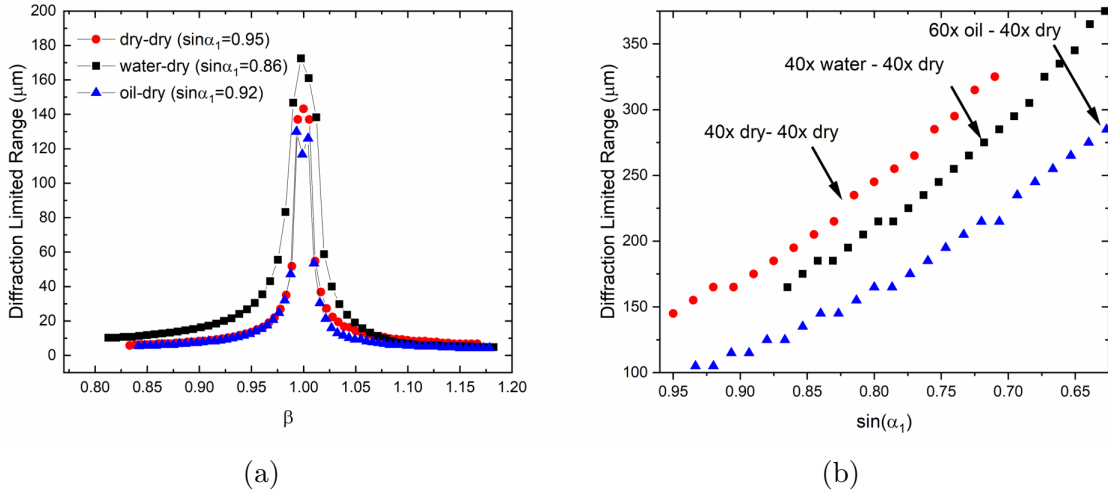 dry-dry (sinα₁=0.95)
water-dry (sinα₁=0.86)
oil-dry (sinα₁=0.92)
Diffraction Limited Range (μm)
200
180
160
140
120
100
80
60
40
20
0
0.80 0.85 0.90 0.95 1.00 1.05 1.10 1.15 1.20
β
(a)
60x oil - 40x dry
40x water - 40x dry
40x dry- 40x dry
Diffraction Limited Range (μm)
350
300
250
200
150
100
0.95 0.90 0.85 0.80 0.75 0.70 0.65
sin(α₁)
(b)